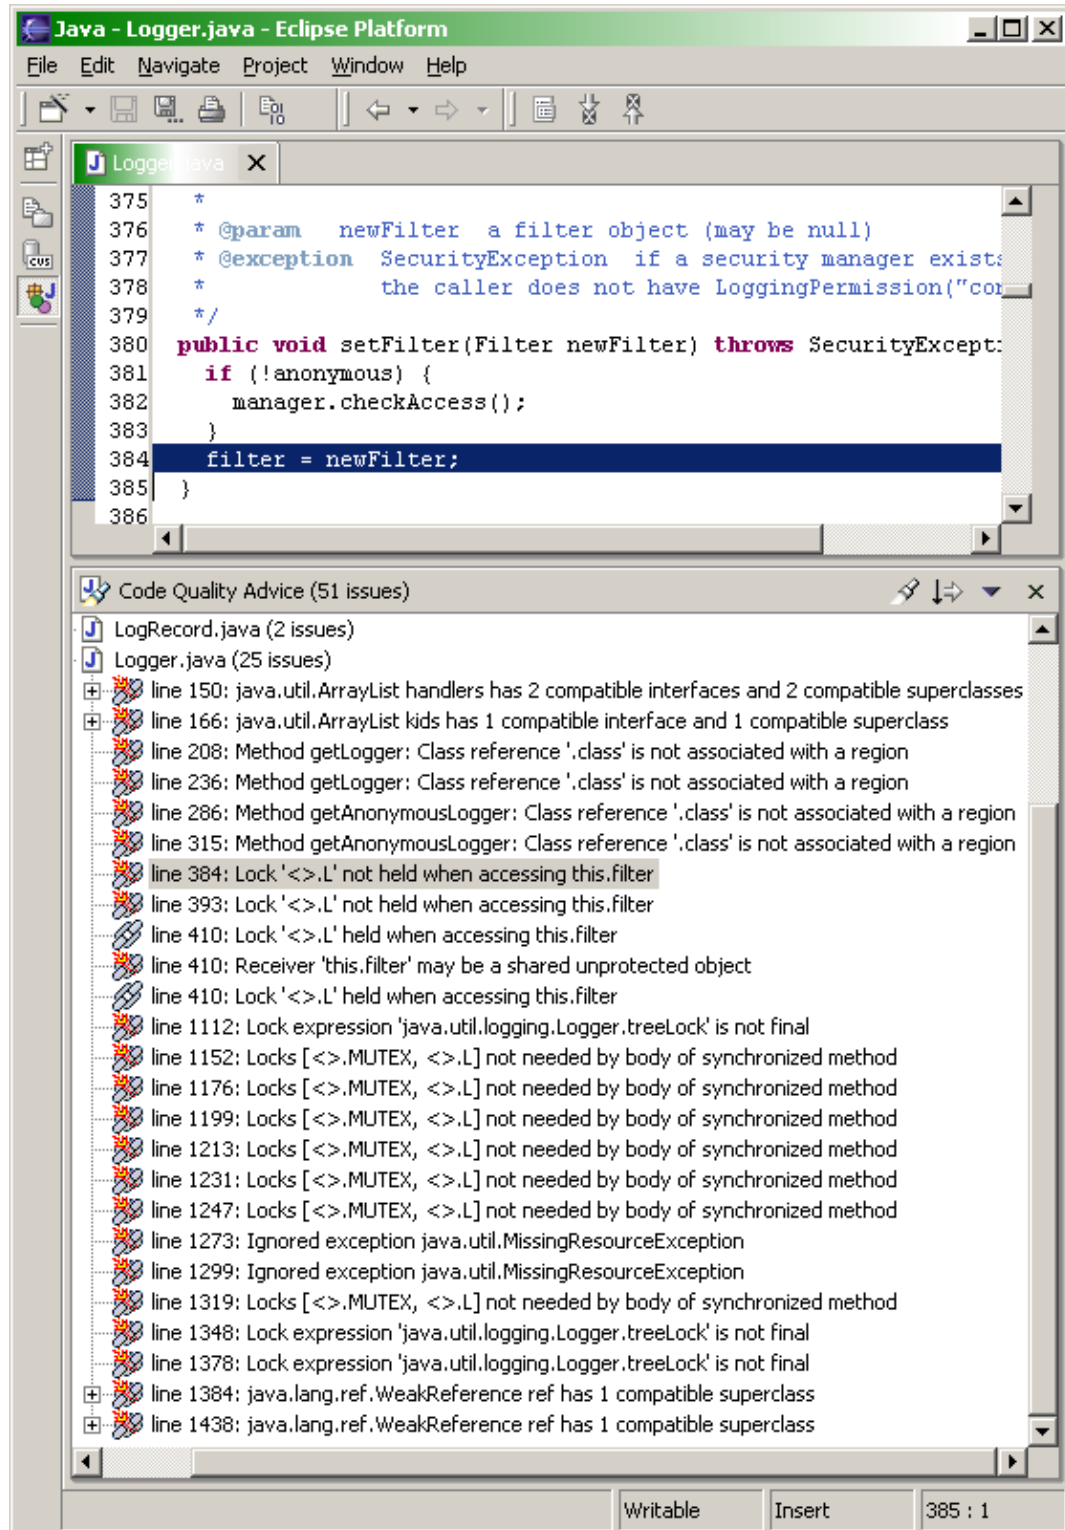 Java - Logger.java - Eclipse Platform
File Edit Navigate Project Window Help
Logger.java
375 *
376 * @param newFilter a filter object (may be null)
377 * @exception SecurityException if a security manager exists
378 * the caller does not have LoggingPermission("con
379 */
380 public void setFilter(Filter newFilter) throws SecurityExcepti
381 if (!anonymous) {
382 manager.checkAccess();
383 }
384 filter = newFilter;
385 }
386
Code Quality Advice (51 issues)
LogRecord.java (2 issues)
Logger.java (25 issues)
line 150: java.util.ArrayList handlers has 2 compatible interfaces and 2 compatible superclasses
line 166: java.util.ArrayList kids has 1 compatible interface and 1 compatible superclass
line 208: Method getLogger: Class reference '.class' is not associated with a region
line 236: Method getLogger: Class reference '.class' is not associated with a region
line 286: Method getAnonymousLogger: Class reference '.class' is not associated with a region
line 315: Method getAnonymousLogger: Class reference '.class' is not associated with a region
line 384: Lock '<>.L' not held when accessing this.filter
line 393: Lock '<>.L' not held when accessing this.filter
line 410: Lock '<>.L' held when accessing this.filter
line 410: Receiver 'this.filter' may be a shared unprotected object
line 410: Lock '<>.L' held when accessing this.filter
line 1112: Lock expression 'java.util.logging.Logger.treeLock' is not final
line 1152: Locks [<>.MUTEX, <>.L] not needed by body of synchronized method
line 1176: Locks [<>.MUTEX, <>.L] not needed by body of synchronized method
line 1199: Locks [<>.MUTEX, <>.L] not needed by body of synchronized method
line 1213: Locks [<>.MUTEX, <>.L] not needed by body of synchronized method
line 1231: Locks [<>.MUTEX, <>.L] not needed by body of synchronized method
line 1247: Locks [<>.MUTEX, <>.L] not needed by body of synchronized method
line 1273: Ignored exception java.util.MissingResourceException
line 1299: Ignored exception java.util.MissingResourceException
line 1319: Locks [<>.MUTEX, <>.L] not needed by body of synchronized method
line 1348: Lock expression 'java.util.logging.Logger.treeLock' is not final
line 1378: Lock expression 'java.util.logging.Logger.treeLock' is not final
line 1384: java.lang.ref.WeakReference ref has 1 compatible superclass
line 1438: java.lang.ref.WeakReference ref has 1 compatible superclass
Writable Insert 385 : 1